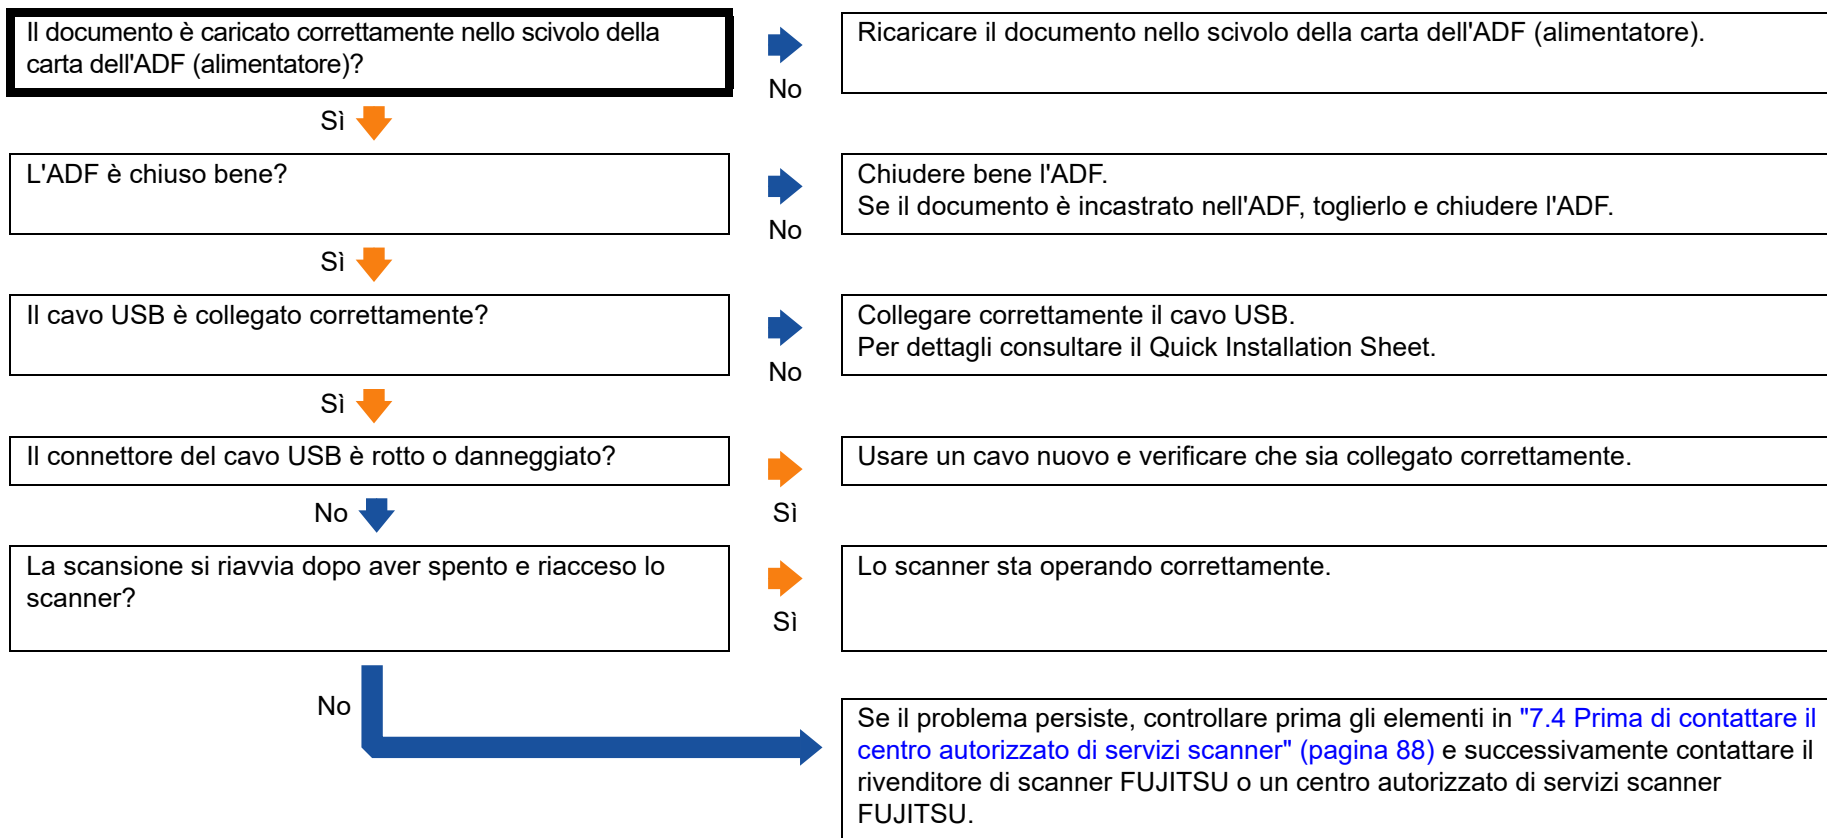 Il documento è caricato correttamente nello scivolo della
carta dell'ADF (alimentatore)?
No
Ricaricare il documento nello scivolo della carta dell'ADF (alimentatore).
Sì
L'ADF è chiuso bene?
No
Chiudere bene l'ADF.
Se il documento è incastrato nell'ADF, toglierlo e chiudere l'ADF.
Sì
Il cavo USB è collegato correttamente?
No
Collegare correttamente il cavo USB.
Per dettagli consultare il Quick Installation Sheet.
Sì
Il connettore del cavo USB è rotto o danneggiato?
Sì
Usare un cavo nuovo e verificare che sia collegato correttamente.
No
La scansione si riavvia dopo aver spento e riacceso lo
scanner?
Sì
Lo scanner sta operando correttamente.
No
Se il problema persiste, controllare prima gli elementi in "7.4 Prima di contattare il
centro autorizzato di servizi scanner" (pagina 88) e successivamente contattare il
rivenditore di scanner FUJITSU o un centro autorizzato di servizi scanner
FUJITSU.